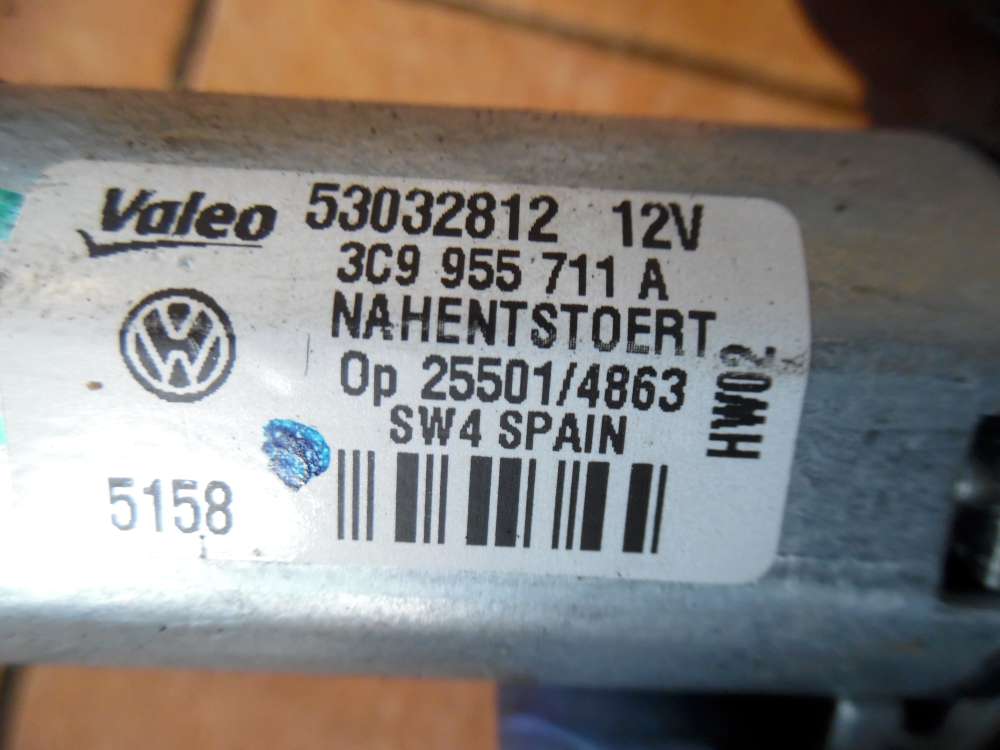 Valeo 53032812 12V
3C9 955 711 A
NAHENTSTOERT
Op 25501/4863
SW4 SPAIN
HW02
5158